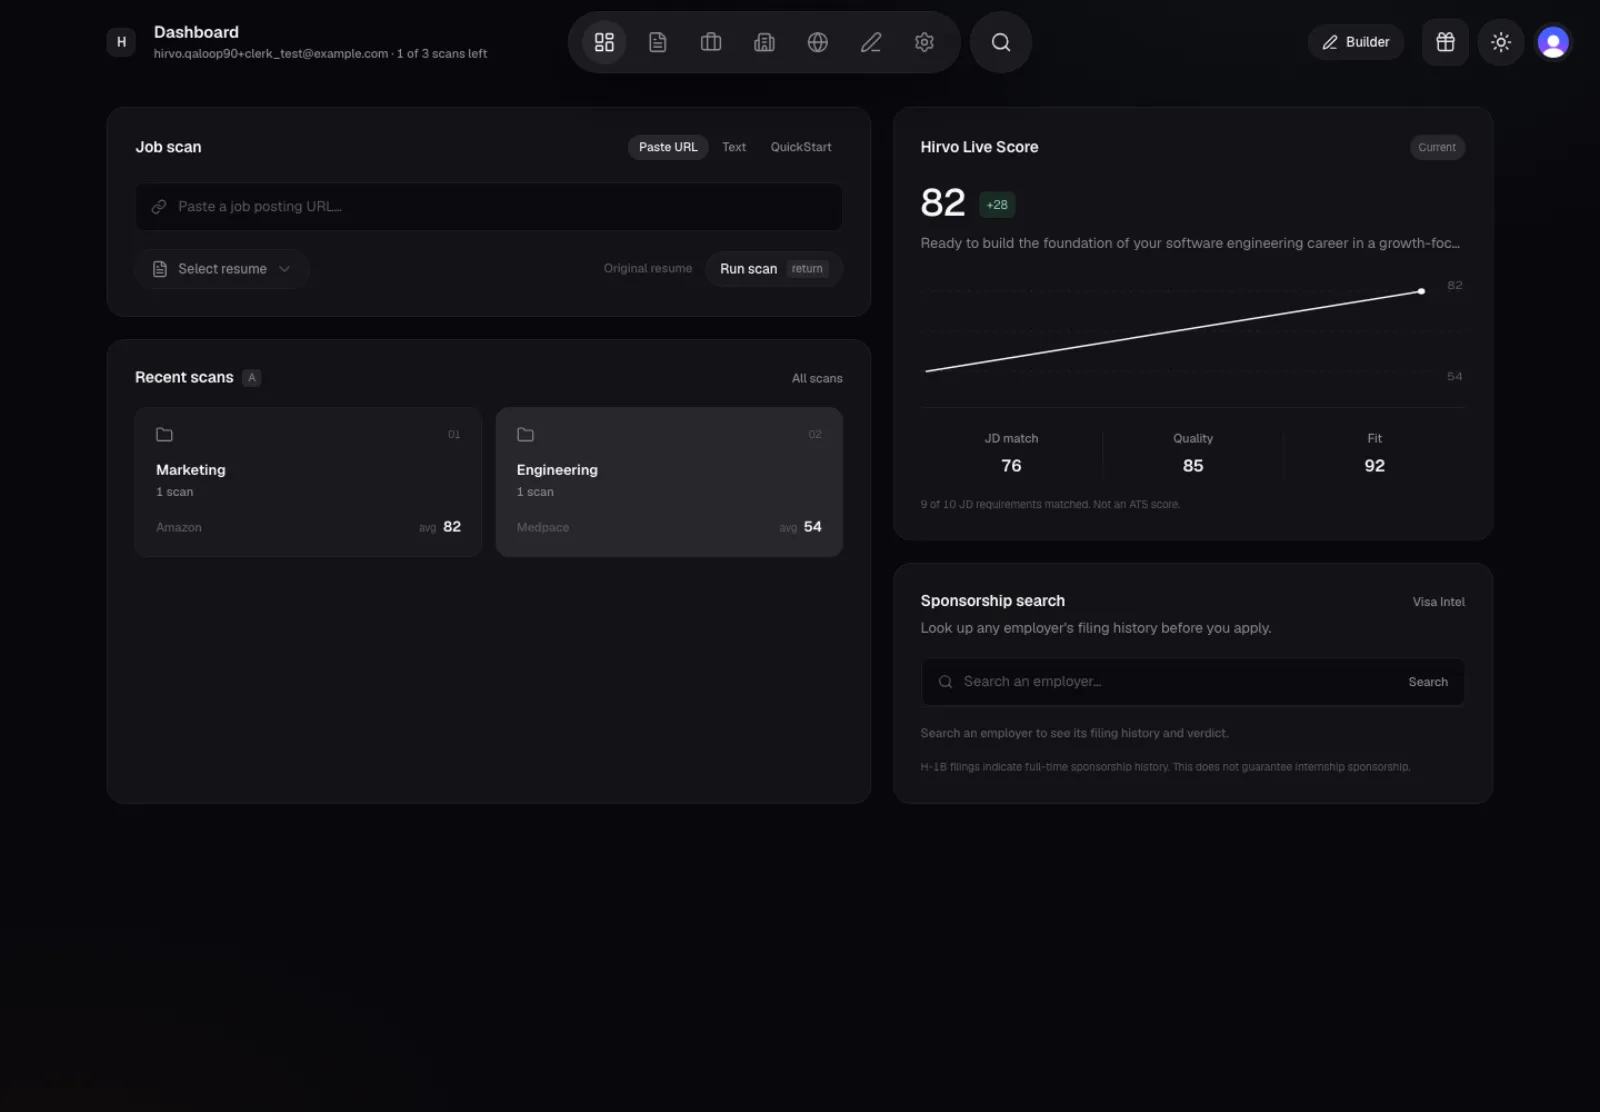 H
Dashboard
hirvo.qaloop90+clerk_test@example.com · 1 of 3 scans left
Builder
Job scan
Paste URL
Text
QuickStart
Paste a job posting URL...
Select resume
Original resume
Run scan
return
Recent scans
A
All scans
01
Marketing
1 scan
Amazon
avg 82
02
Engineering
1 scan
Medpace
avg 54
Hirvo Live Score
Current
82
+28
Ready to build the foundation of your software engineering career in a growth-foc...
82
54
JD match
76
Quality
85
Fit
92
9 of 10 JD requirements matched. Not an ATS score.
Sponsorship search
Visa Intel
Look up any employer's filing history before you apply.
Search an employer...
Search
Search an employer to see its filing history and verdict.
H-1B filings indicate full-time sponsorship history. This does not guarantee internship sponsorship.